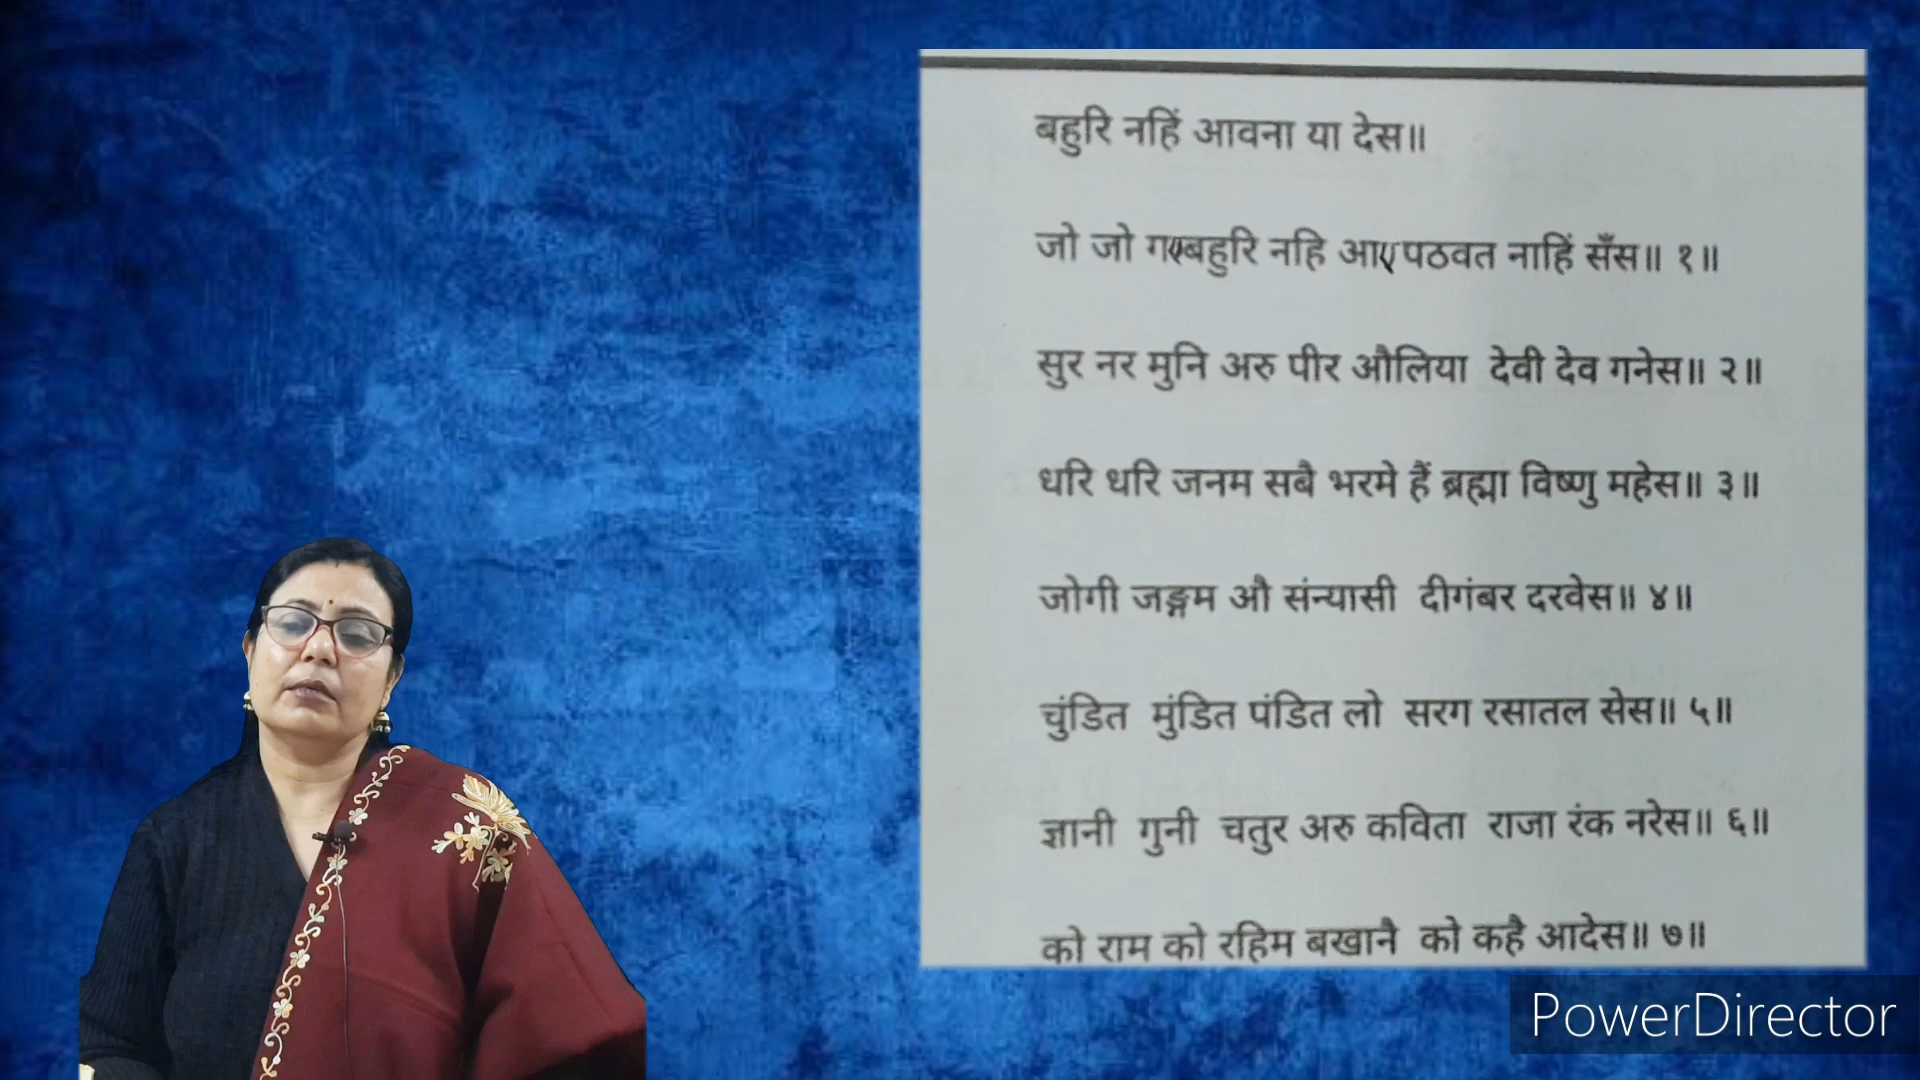 बहुरि नहिं आवना या देस॥
जो जो गए बहुरि नहि आए पठवत नाहिं सँस॥ १॥
सुर नर मुनि अरु पीर औलिया देवी देव गनेस॥ २॥
धरि धरि जनम सबै भरमे हैं ब्रह्मा विष्णु महेस॥ ३॥
जोगी जङ्गम औ संन्यासी दीगंबर दरवेस॥ ४॥
चुंडित मुंडित पंडित लो सरग रसातल सेस॥ ५॥
ज्ञानी गुनी चतुर अरु कविता राजा रंक नरेस॥ ६॥
को राम को रहिम बखानै को कहै आदेस॥ ७॥
PowerDirector